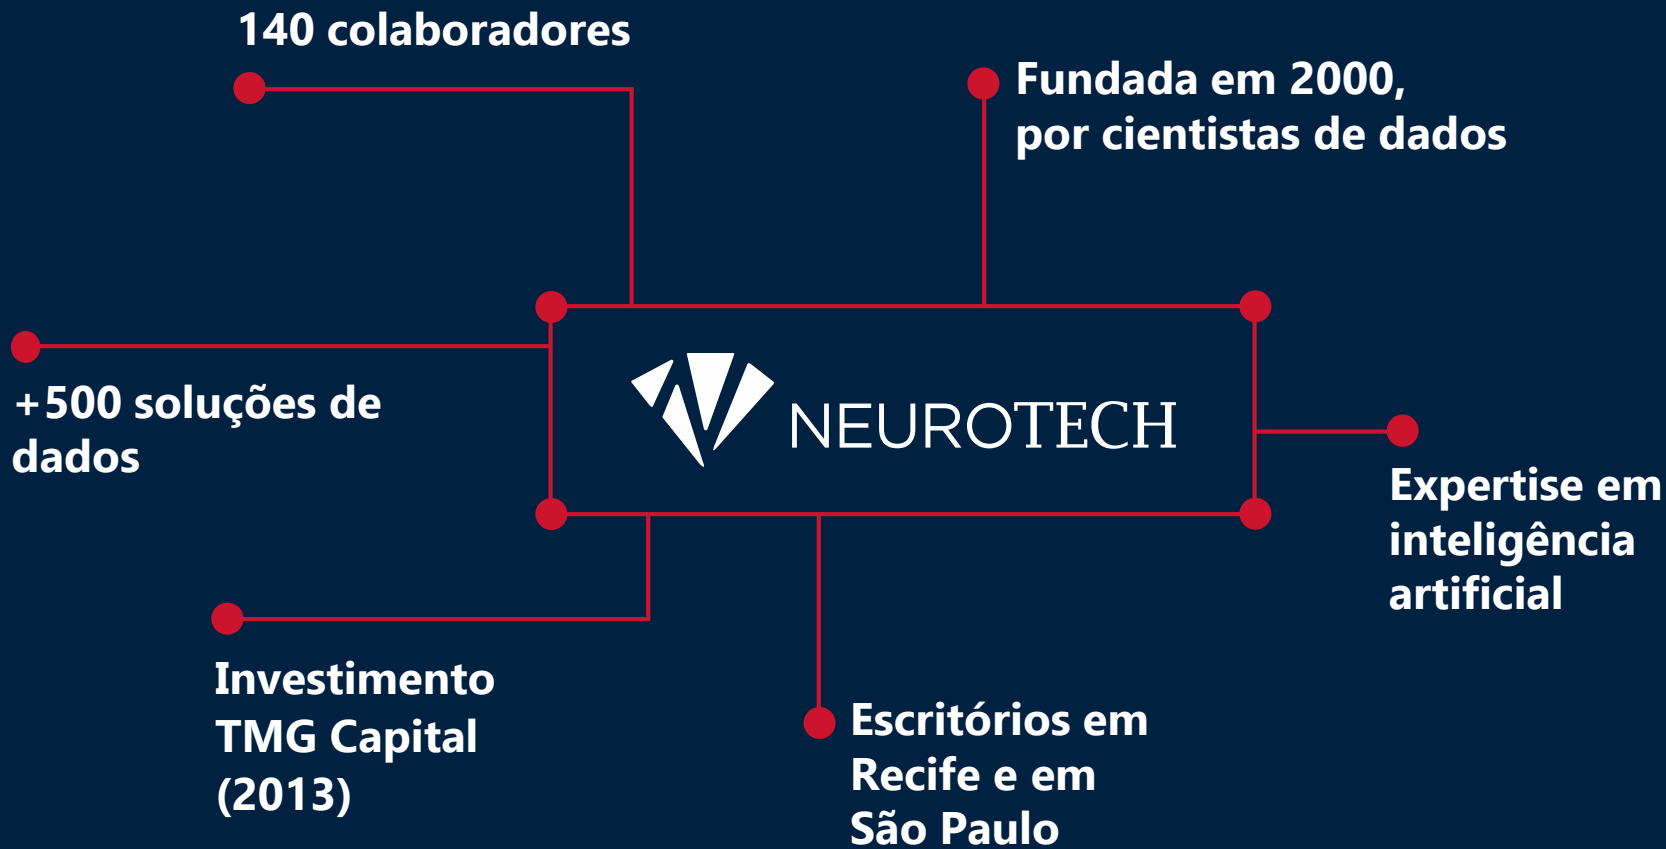 140 colaboradores
Fundada em 2000,
por cientistas de dados
+500 soluções de
dados
NEUROTECH
Expertise em
inteligência
artificial
Investimento
TMG Capital
(2013)
Escritórios em
Recife e em
São Paulo